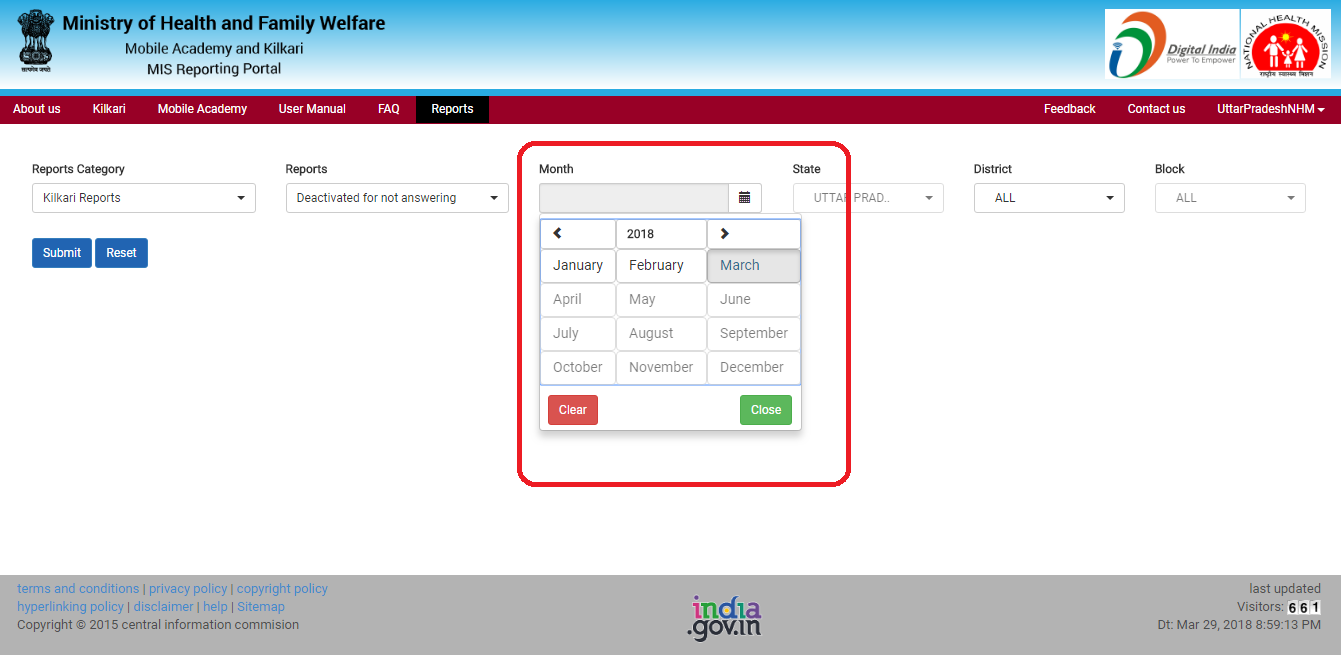 Ministry of Health and Family Welfare
Mobile Academy and Kilkari
MIS Reporting Portal
सत्यमेव जयते
Digital India
Power To Empower
NATIONAL HEALTH MISSION
राष्ट्रीय स्वास्थ्य मिशन
About us Kilkari Mobile Academy User Manual FAQ Reports Feedback Contact us UttarPradeshNHM
Reports Category Reports Month State District Block
Kilkari Reports Deactivated for not answering UTTAR PRAD.. ALL ALL
2018
Submit Reset
January February March
April May June
July August September
October November December
Clear Close
terms and conditions | privacy policy | copyright policy
hyperlinking policy | disclaimer | help | Sitemap
Copyright © 2015 central information commision
india
.gov.in
last updated
Visitors: 661
Dt: Mar 29, 2018 8:59:13 PM